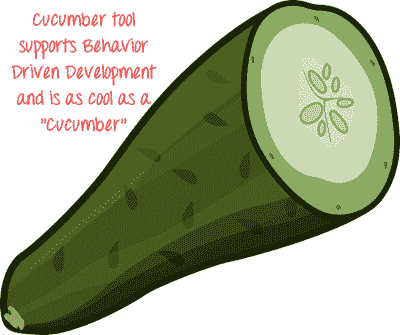 Cucumber tool
supports Behavior
Driven Development
and is as cool as a
"Cucumber"